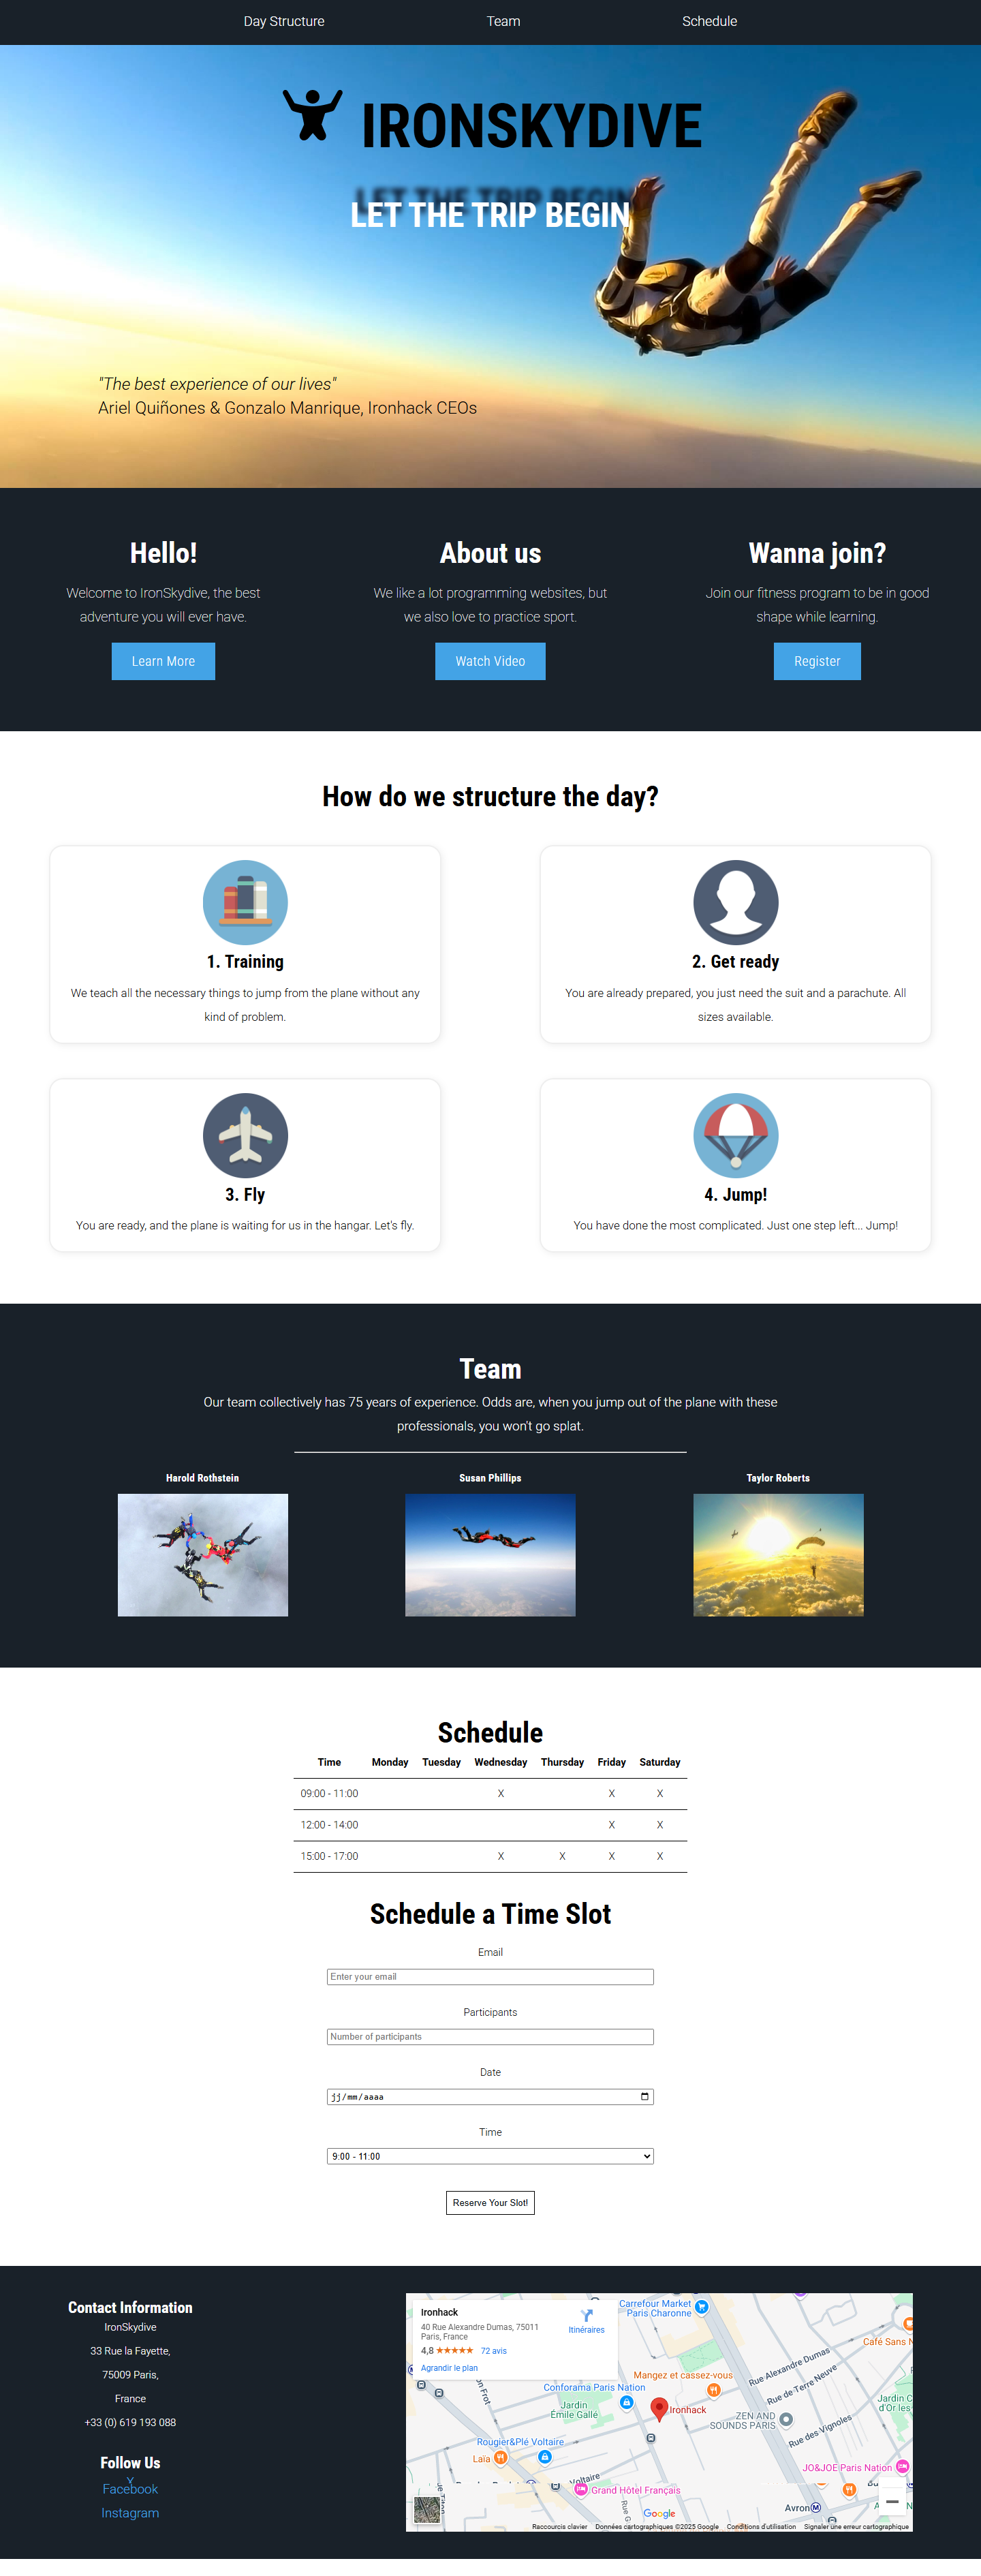 Day Structure
Team
Schedule
IRONSKYDIVE
LET THE TRIP BEGIN
"The best experience of our lives"
Ariel Quiñones & Gonzalo Manrique, Ironhack CEOs
Hello!
Welcome to IronSkydive, the best
adventure you will ever have.
Learn More
About us
We like a lot programming websites, but
we also love to practice sport.
Watch Video
Wanna join?
Join our fitness program to be in good
shape while learning.
Register
How do we structure the day?
1. Training
We teach all the necessary things to jump from the plane without any
kind of problem.
2. Get ready
You are already prepared, you just need the suit and a parachute. All
sizes available.
3. Fly
You are ready, and the plane is waiting for us in the hangar. Let's fly.
4. Jump!
You have done the most complicated. Just one step left... Jump!
Team
Our team collectively has 75 years of experience. Odds are, when you jump out of the plane with these
professionals, you won't go splat.
Harold Rothstein
Susan Phillips
Taylor Roberts
Schedule
Time Monday Tuesday Wednesday Thursday Friday Saturday
09:00 - 11:00 X X X
12:00 - 14:00 X X
15:00 - 17:00 X X X X
Schedule a Time Slot
Email
Enter your email
Participants
Number of participants
Date
jj/mm/aaaa
Time
9:00 - 11:00
Reserve Your Slot!
Contact Information
IronSkydive
33 Rue la Fayette,
75009 Paris,
France
+33 (0) 619 193 088
Follow Us
Y
Facebook
Instagram
Ironhack
40 Rue Alexandre Dumas, 75011
Paris, France
4,8 ★★★★★ 72 avis
Agrandir le plan
Itinéraires
Carrefour Market
Paris Charonne
Café Sans
Mangez et cassez-vous
Rue Alexandre Dumas
Rue de Terre Neuve
Conforama Paris Nation
Jardin
Émile Gallé
Ironhack
Jardin C
d'Or les
ZEN AND
SOUNDS PARIS
Rue des Vignoles
Rougier&Plé Voltaire
Laïa
JO&JOE Paris Nation
Voltaire
Grand Hôtel Français
Avron
Google
Raccourcis clavier
Données cartographiques ©2025 Google
Conditions d'utilisation
Signaler une erreur cartographique